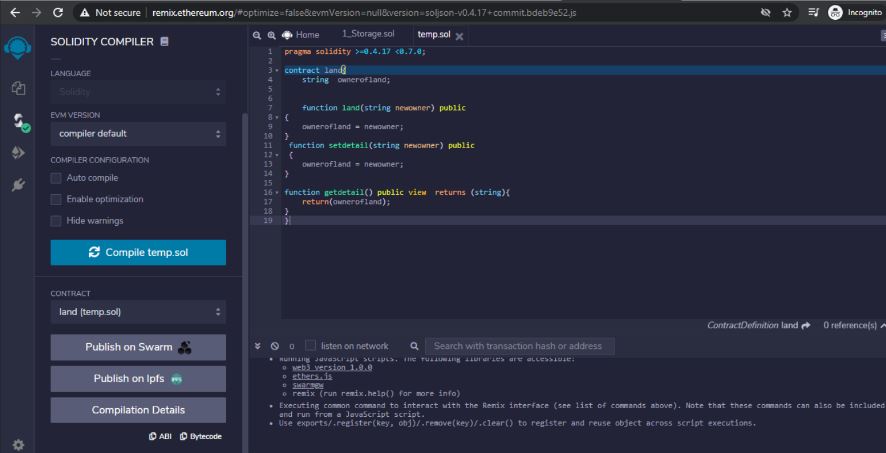 Not secure | remix.ethereum.org/#optimize=false&evmVersion=null&version=soljson-v0.4.17+commit.bdeb9e52.js
Incognito
SOLIDITY COMPILER
LANGUAGE
Solidity
EVM VERSION
compiler default
COMPILER CONFIGURATION
Auto compile
Enable optimization
Hide warnings
Compile temp.sol
CONTRACT
land (temp.sol)
Publish on Swarm
Publish on Ipfs
Compilation Details
ABI Bytecode
Home 1_Storage.sol temp.sol
1 pragma solidity >=0.4.17 <0.7.0;
2
3 contract land{
4 string ownerofland;
5
6
7 function land(string newowner) public
8 {
9 ownerofland = newowner;
10 }
11 function setdetail(string newowner) public
12 {
13 ownerofland = newowner;
14 }
15
16 function getdetail() public view returns (string){
17 return(ownerofland);
18 }
19 }
ContractDefinition land 0 reference(s)
0 listen on network Search with transaction hash or address
Running JavaScript scripts. The following libraries are accessible:
web3 version 1.0.0
ethers.js
swarmgw
remix (run remix.help() for more info)
Executing common command to interact with the Remix interface (see list of commands above). Note that these commands can also be included
and run from a JavaScript script.
Use exports/.register(key, obj)/.remove(key)/.clear() to register and reuse object across script executions.